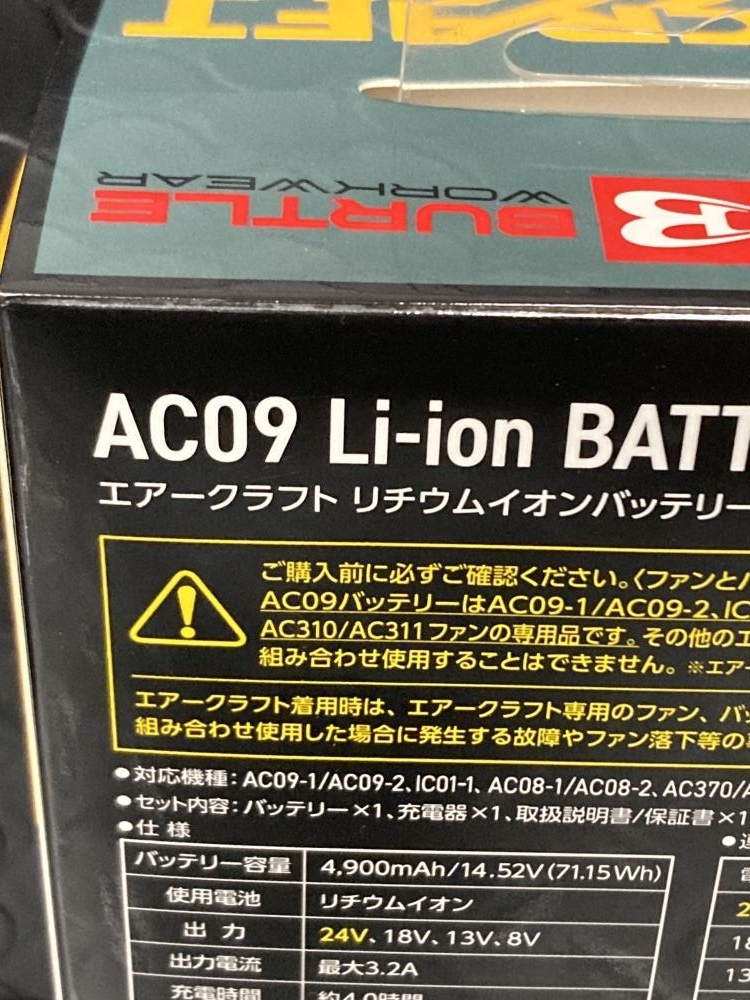 BURTLE
WORKWEAR
AC09 Li-ion BATT
エアークラフト リチウムイオンバッテリー
ご購入前に必ずご確認ください。〈ファンと
AC09バッテリーはAC09-1/AC09-2、IC
AC310/AC311ファンの専用品です。その他のエ
組み合わせ使用することはできません。※エアー
エアークラフト着用時は、エアークラフト専用のファン、バッ
組み合わせ使用した場合に発生する故障やファン落下等の
●対応機種：AC09-1/AC09-2、IC01-1、AC08-1/AC08-2、AC370/
●セット内容：バッテリー×1、充電器×1、取扱説明書/保証書×1
●仕様
バッテリー容量 4,900mAh/14.52V(71.15Wh)
使用電池 リチウムイオン
出力 24V、18V、13V、8V
出力電流 最大3.2A
充電時間 約4.0時間